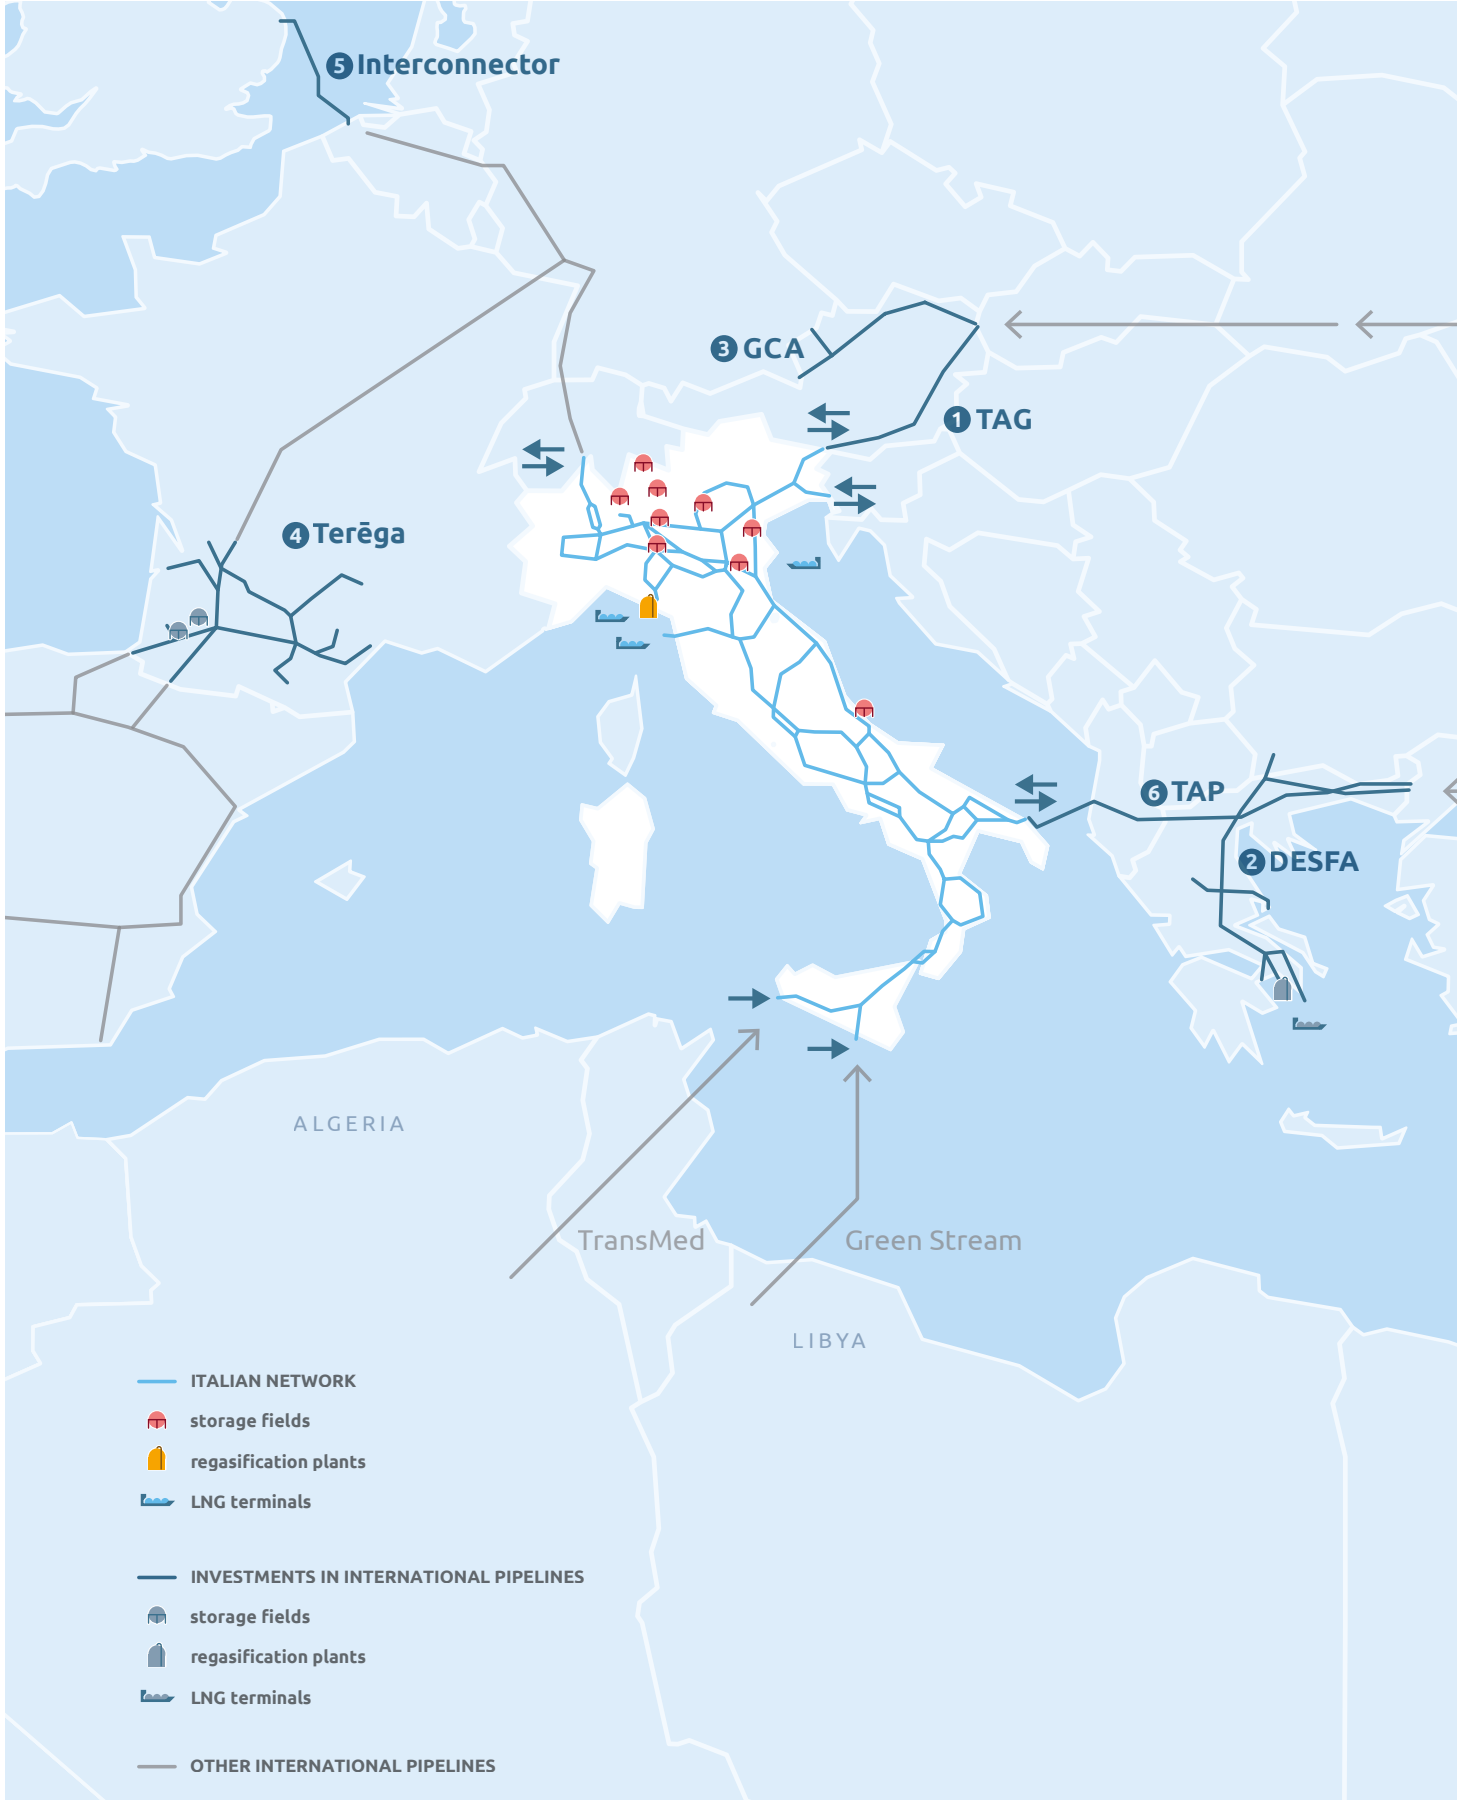 5 Interconnector
3 GCA
1 TAG
4 Terēga
6 TAP
2 DESFA
ALGERIA
TransMed
Green Stream
LIBYA
ITALIAN NETWORK
storage fields
regasification plants
LNG terminals
INVESTMENTS IN INTERNATIONAL PIPELINES
storage fields
regasification plants
LNG terminals
OTHER INTERNATIONAL PIPELINES